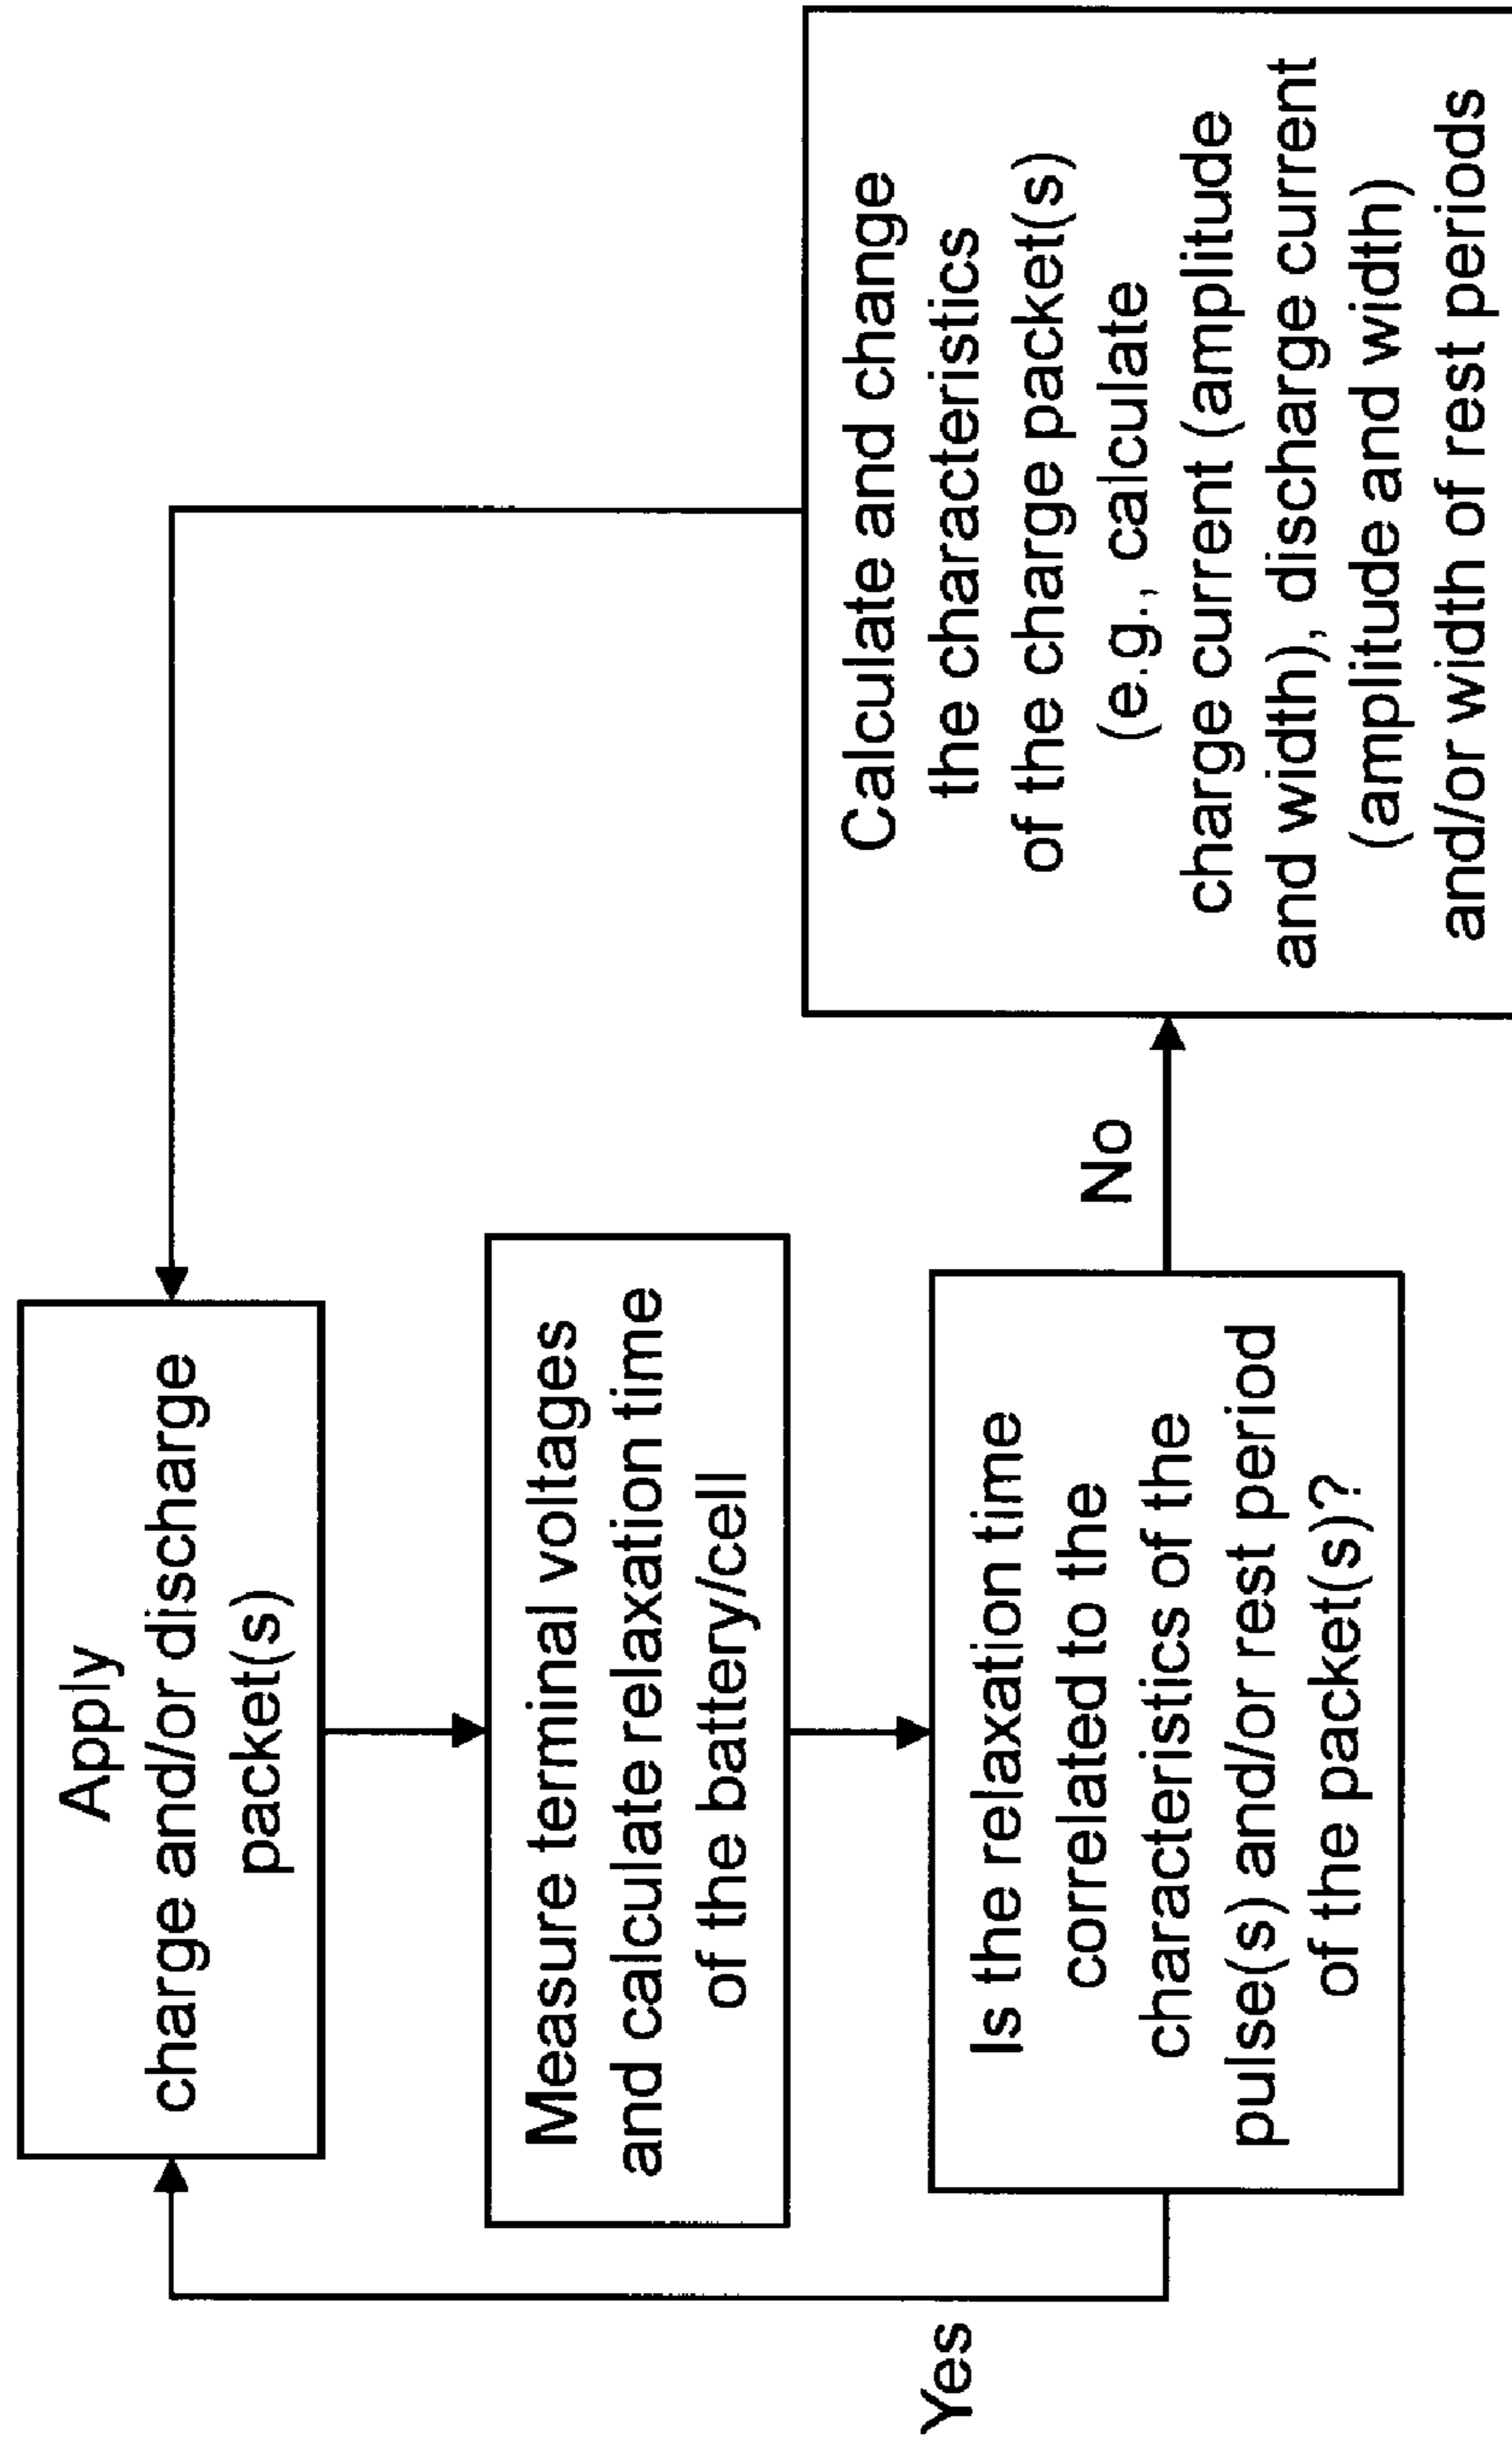 Apply
charge and/or discharge
packet(s)
Measure terminal voltages
and calculate relaxation time
of the battery/cell
Is the relaxation time
correlated to the
characteristics of the
pulse(s) and/or rest period
of the packet(s)?
Yes
No
Calculate and change
the characteristics
of the charge packet(s)
(e.g., calculate
charge current (amplitude
and width), discharge current
(amplitude and width)
and/or width of rest periods